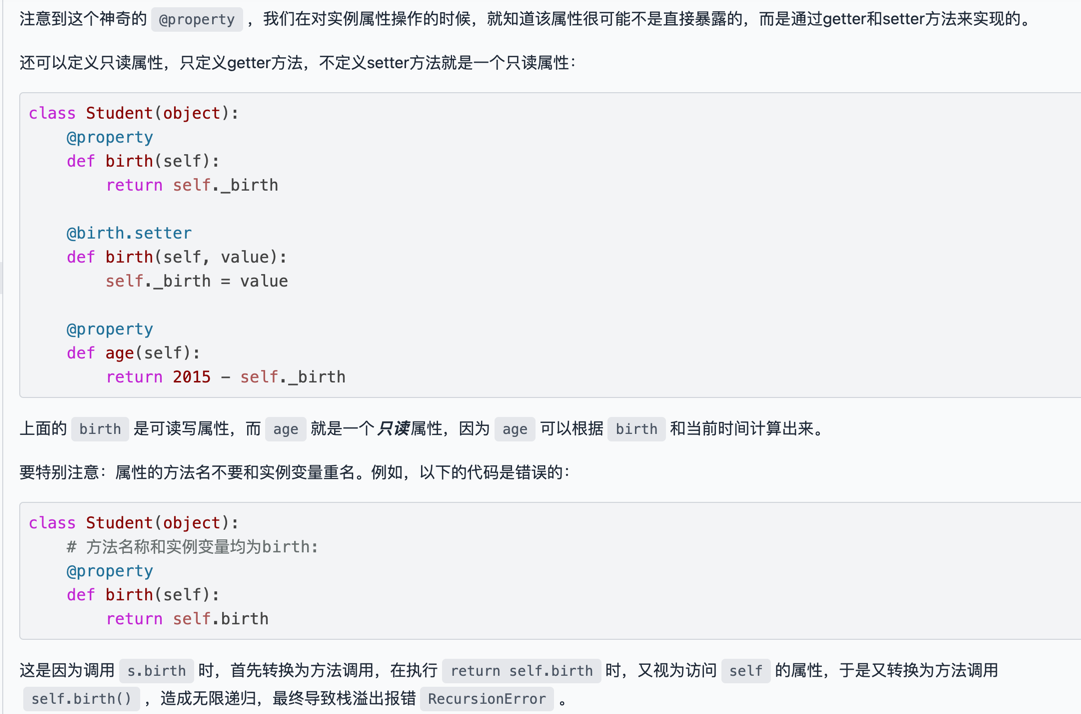 注意到这个神奇的 @property ，我们在对实例属性操作的时候，就知道该属性很可能不是直接暴露的，而是通过getter和setter方法来实现的。
还可以定义只读属性，只定义getter方法，不定义setter方法就是一个只读属性：
class Student(object):
    @property
    def birth(self):
        return self._birth

    @birth.setter
    def birth(self, value):
        self._birth = value

    @property
    def age(self):
        return 2015 - self._birth
上面的 birth 是可读写属性，而 age 就是一个只读属性，因为 age 可以根据 birth 和当前时间计算出来。
要特别注意：属性的方法名不要和实例变量重名。例如，以下的代码是错误的：
class Student(object):
    # 方法名称和实例变量均为birth:
    @property
    def birth(self):
        return self.birth
这是因为调用 s.birth 时，首先转换为方法调用，在执行 return self.birth 时，又视为访问 self 的属性，于是又转换为方法调用
self.birth() ，造成无限递归，最终导致栈溢出报错 RecursionError 。